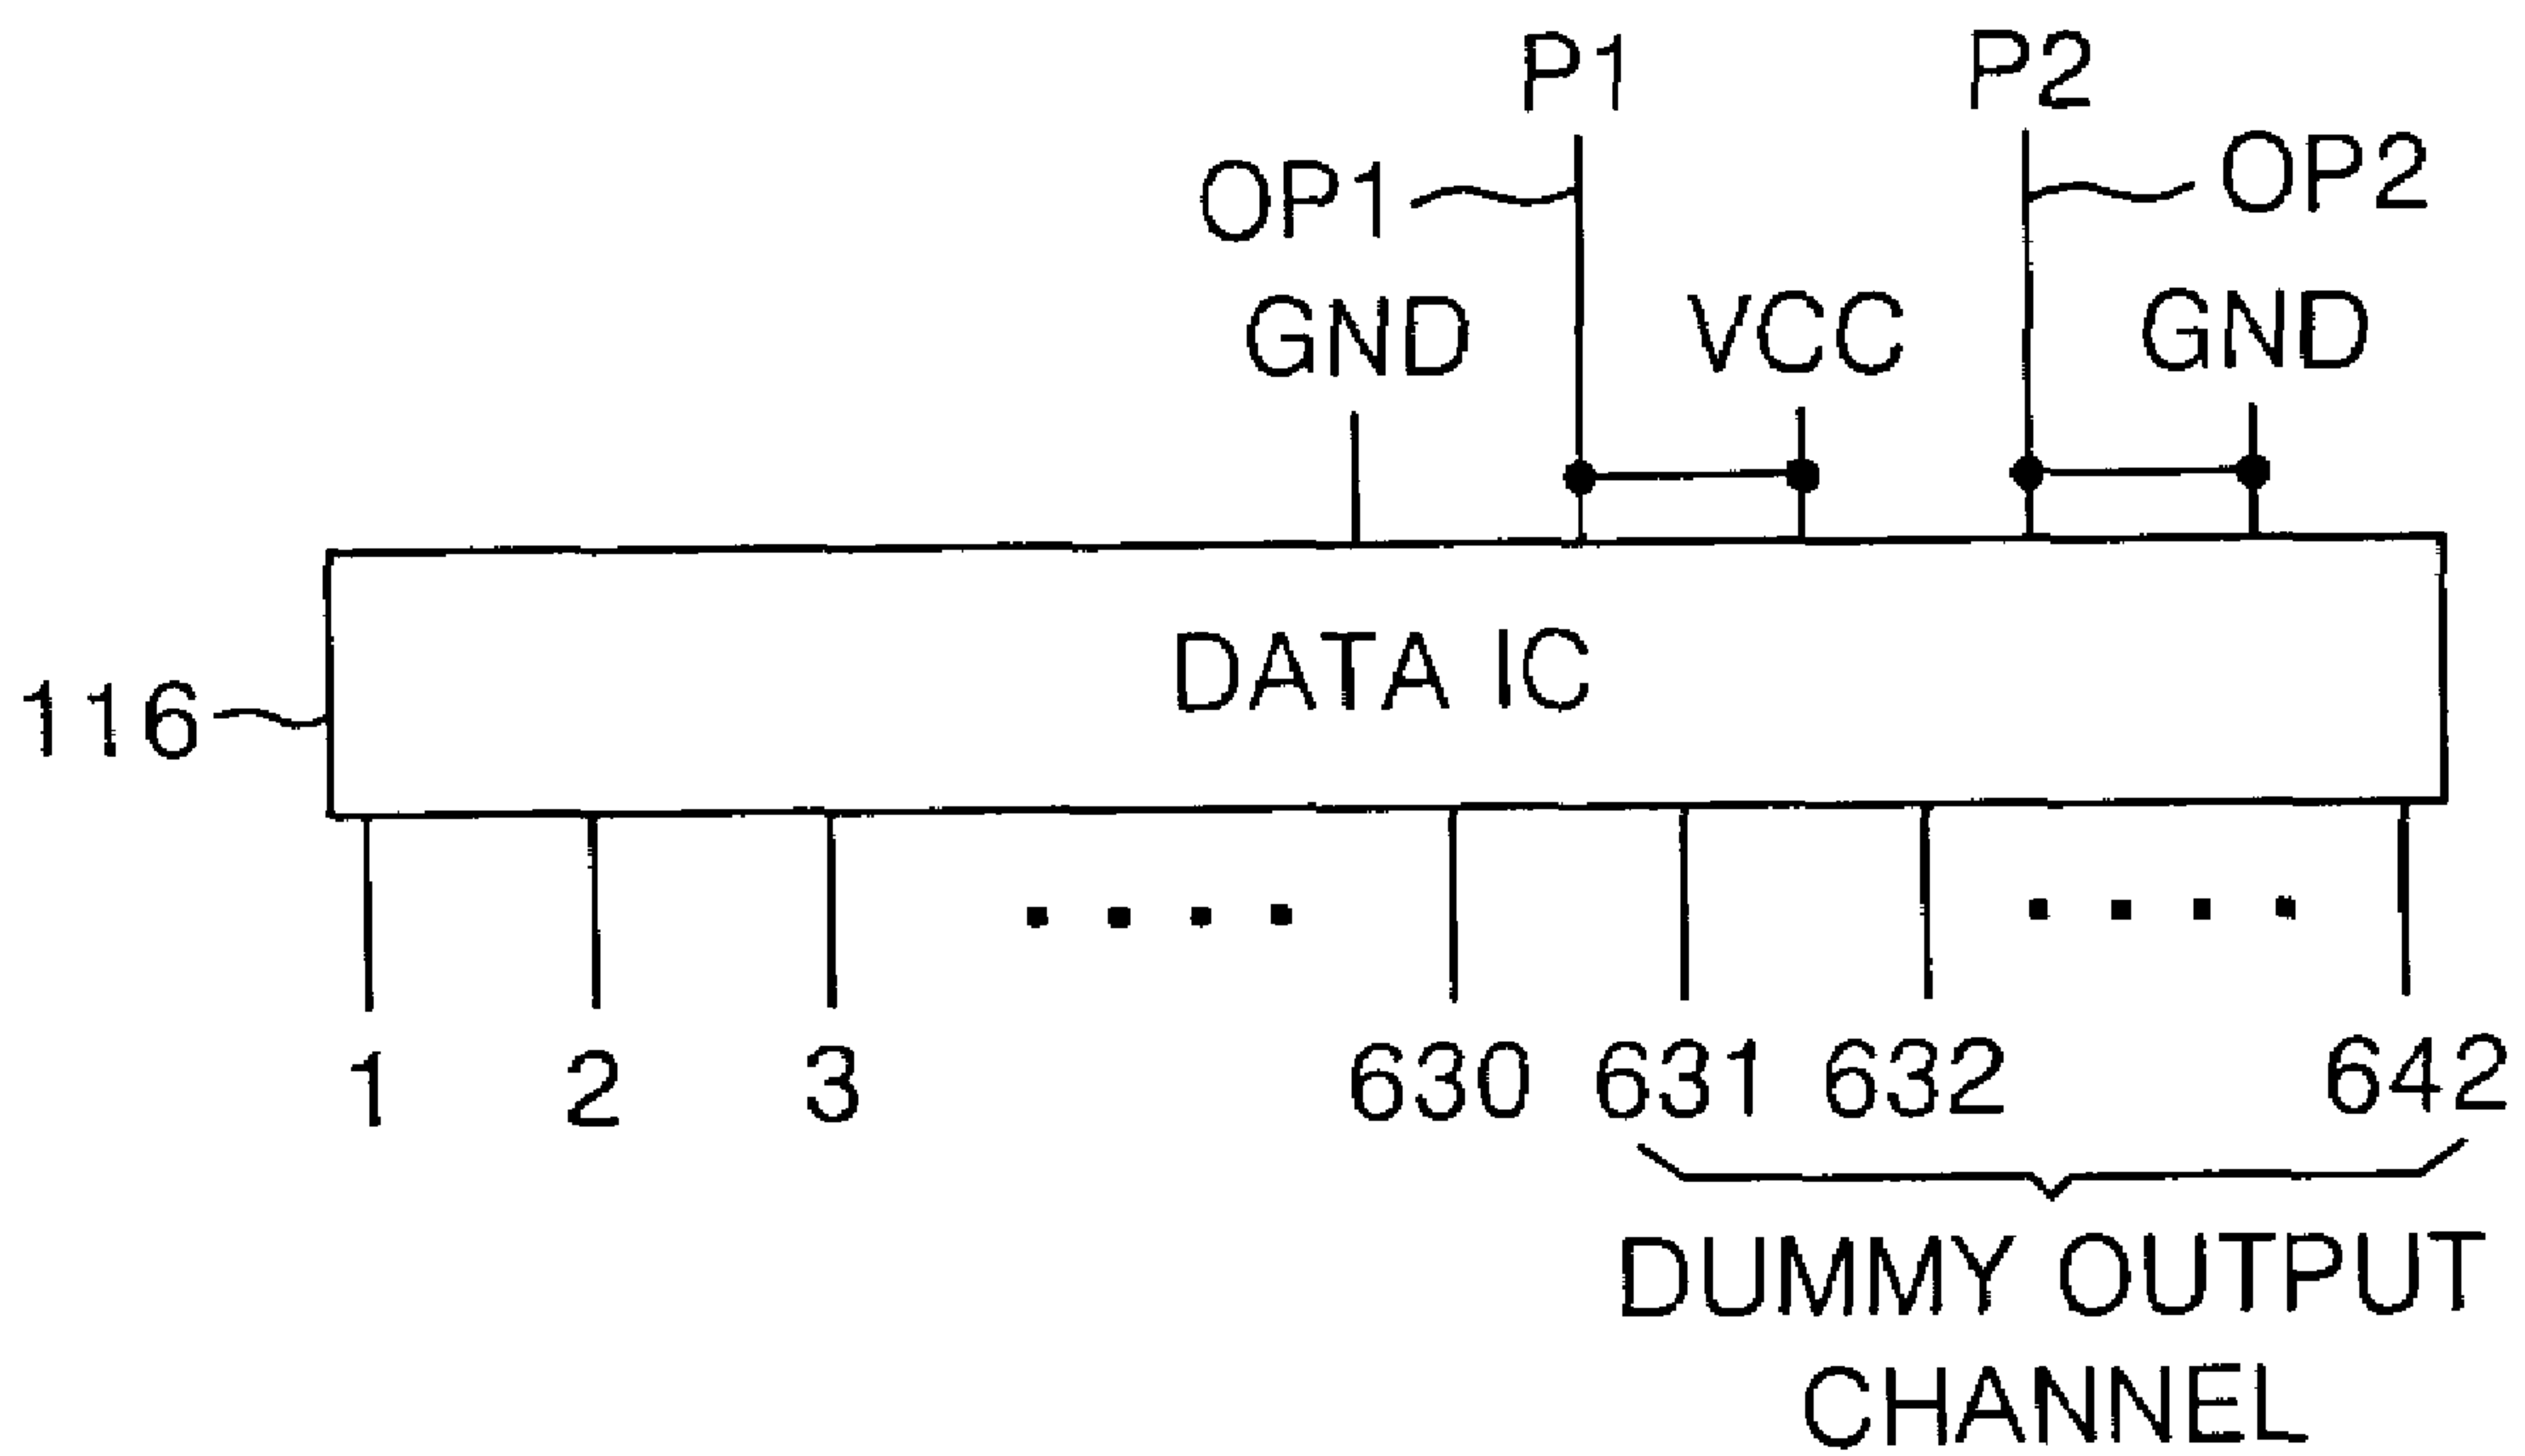 P1 P2
OP1 OP2
GND VCC GND
DATA IC
116
1 2 3 630 631 632 642
DUMMY OUTPUT
CHANNEL